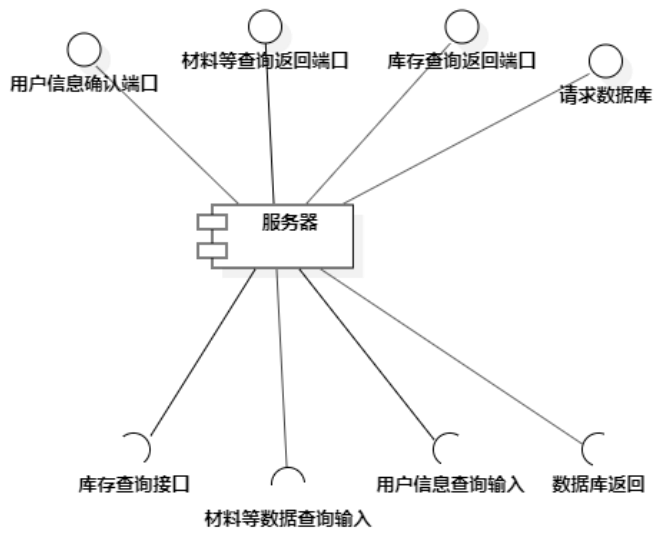 材料等查询返回端口
库存查询返回端口
用户信息确认端口
请求数据库
服务器
库存查询接口
用户信息查询输入
数据库返回
材料等数据查询输入